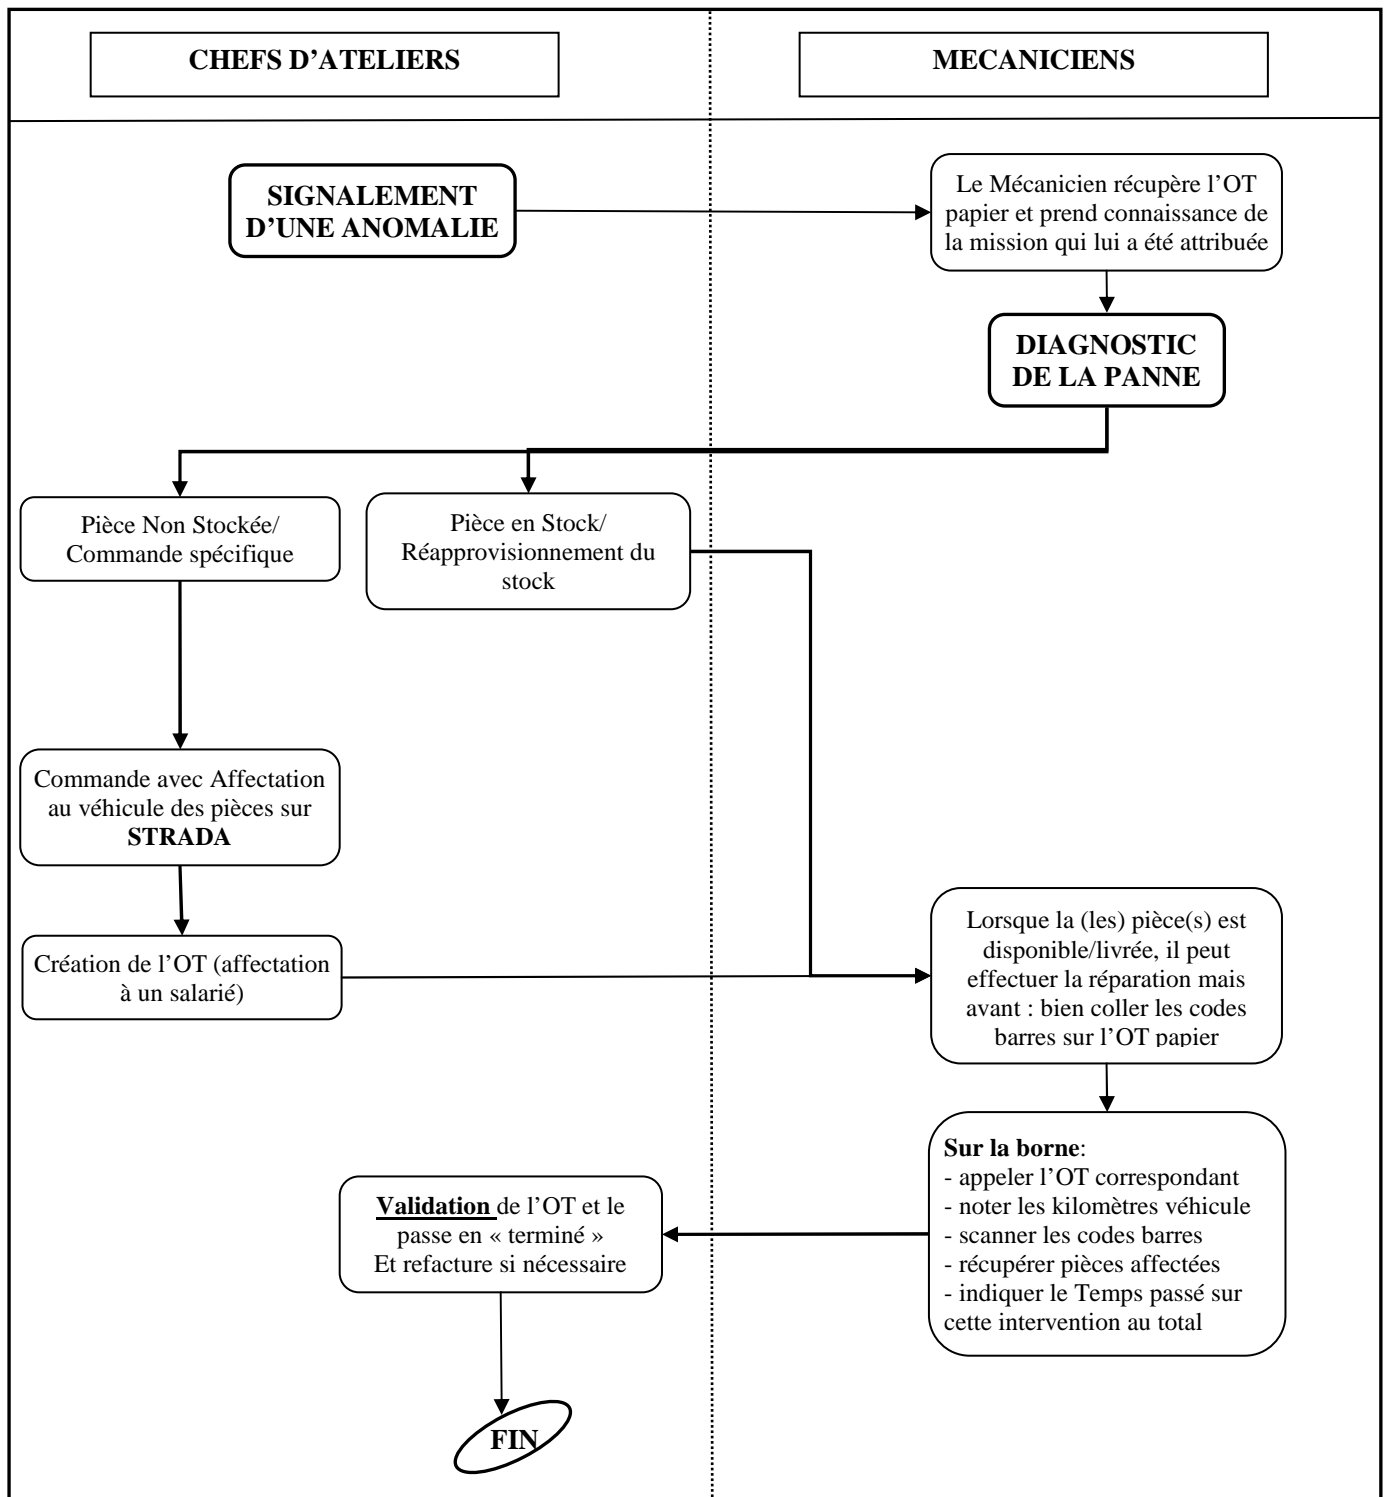 CHEFS D'ATELIERS
MECANICIENS
SIGNALEMENT
D'UNE ANOMALIE
Le Mécanicien récupère l'OT
papier et prend connaissance de
la mission qui lui a été attribuée
DIAGNOSTIC
DE LA PANNE
Pièce Non Stockée/
Commande spécifique
Pièce en Stock/
Réapprovisionnement du
stock
Commande avec Affectation
au véhicule des pièces sur
STRADA
Création de l'OT (affectation
à un salarié)
Lorsque la (les) pièce(s) est
disponible/livrée, il peut
effectuer la réparation mais
avant : bien coller les codes
barres sur l'OT papier
Sur la borne:
- appeler l'OT correspondant
- noter les kilomètres véhicule
- scanner les codes barres
- récupérer pièces affectées
- indiquer le Temps passé sur
cette intervention au total
Validation de l'OT et le
passe en « terminé »
Et refacture si nécessaire
FIN